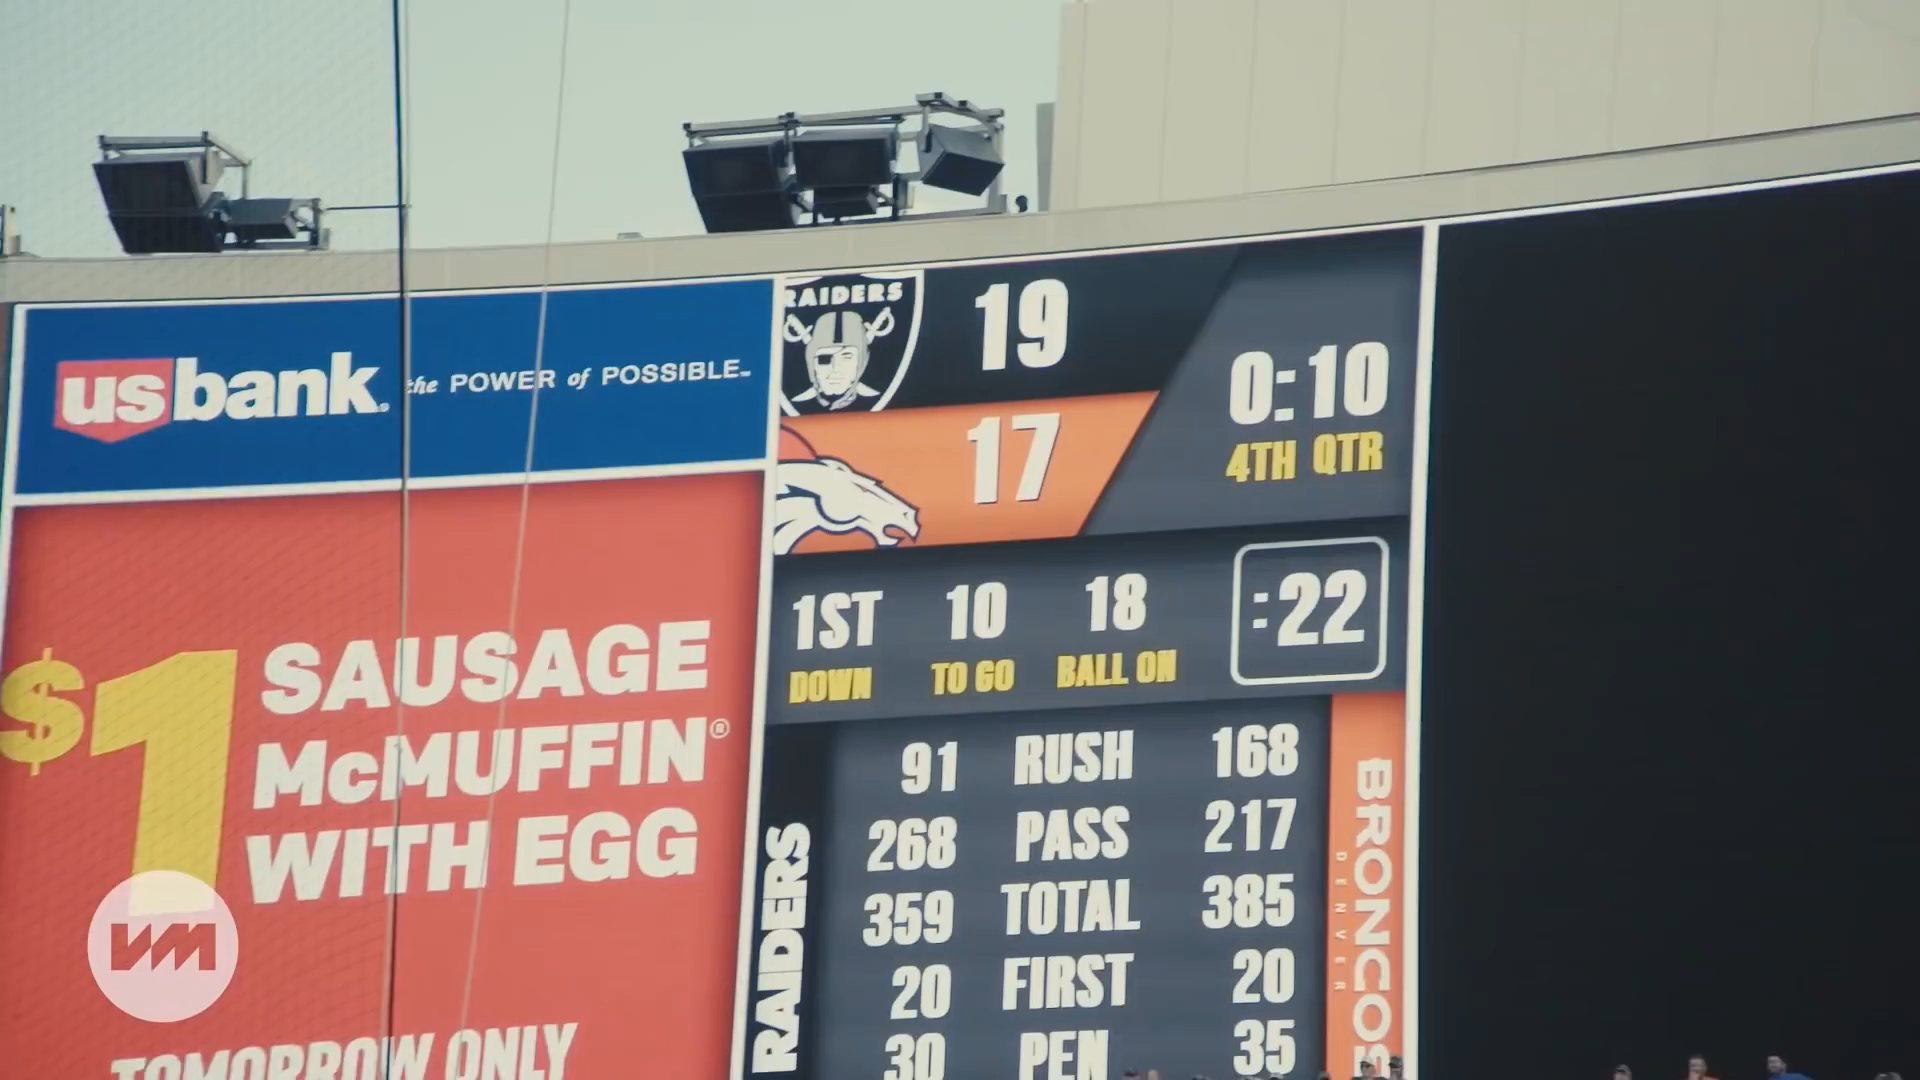 usbank. the POWER of POSSIBLE.
$1 SAUSAGE
McMUFFIN®
WITH EGG
TOMORROW ONLY
VM
RAIDERS 19
17
0:10
4TH QTR
1ST 10 18 :22
DOWN TO GO BALL ON
RAIDERS
91 RUSH 168
268 PASS 217
359 TOTAL 385
20 FIRST 20
30 PEN 35
DENVER
BRONCOS